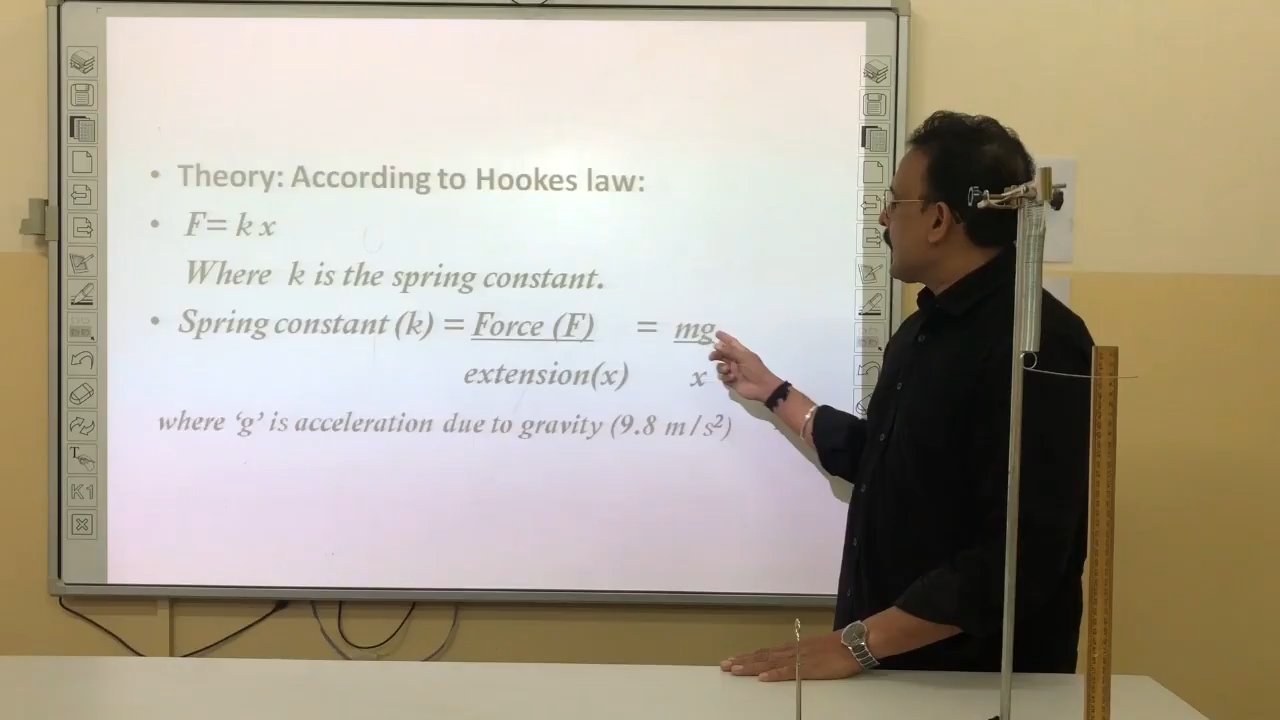 • Theory: According to Hookes law:
• F= k x
Where k is the spring constant.
• Spring constant (k) = Force (F) = mg
extension(x) x
where ‘g’ is acceleration due to gravity (9.8 m/s²)
T
K1